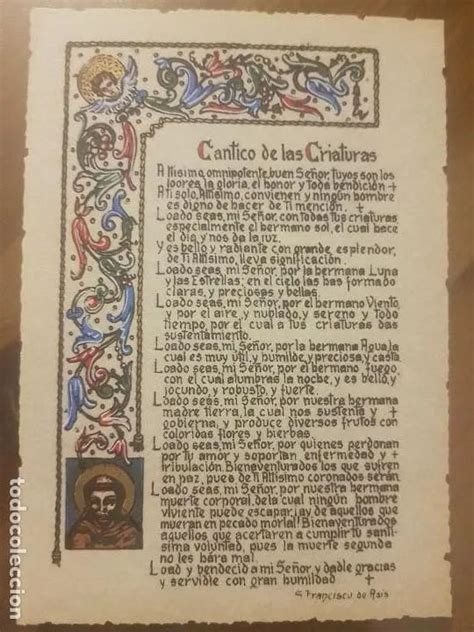 Cantico de las Criaturas
Altisimo, omnipotente, buen Señor, tuyos son los
loores, la gloria, el honor y toda bendición +
A ti solo, Altisimo, convienen y ningún hombre
es digno de hacer de Ti mención. +
Loado seas, mi Señor, con todas tus criaturas
especialmente el hermano sol, el cual hace
el dia, y nos da la luz.
Y es bello y radiante con grande, esplendor,
de Ti Altisimo, lleva significación.
Loado seas, mi Señor, por la hermana Luna
y las Estrellas; en el cielo las has formado
claras, y preciosas y bellas.
Loado seas, mi Señor, por el hermano Viento,
y por el aire, y nublado, y sereno y todo
tiempo, por el cual a tus criaturas das
sustentamiento.
Loado seas, mi Señor, por la hermana Agua, la
cual es muy util, y humilde, y preciosa y casta
Loado seas, mi Señor, por el hermano fuego,
con el cual alumbras la noche, y es bello, y
jocundo y robusto, y fuerte.
Loado seas, mi Señor, por nuestra hermana
madre tierra, la cual nos sustenta y +
gobierna, y produce diversos frutos con
coloridas flores y hierbas.
Loado seas, mi Señor, por quienes perdonan
por tu amor y soportan enfermedad y +
tribulación. Bienaventurados los que sufren
en paz, pues de Ti Altisimo coronados serán
Loado seas, mi Señor, por nuestra hermana
muerte corporal, de la cual ningún hombre
viviente puede escapar; ¡ay de aquellos que
mueran en pecado morlal! Bienaventurados
aquellos que acertaren a cumplir tu santi-
sima voluntad, pues la muerte segunda
no les hará mal.
Load y bendecid a mi Señor, y dadle gracias
y servidle con gran humildad +
S. Francisco de Asis
todocoleccion